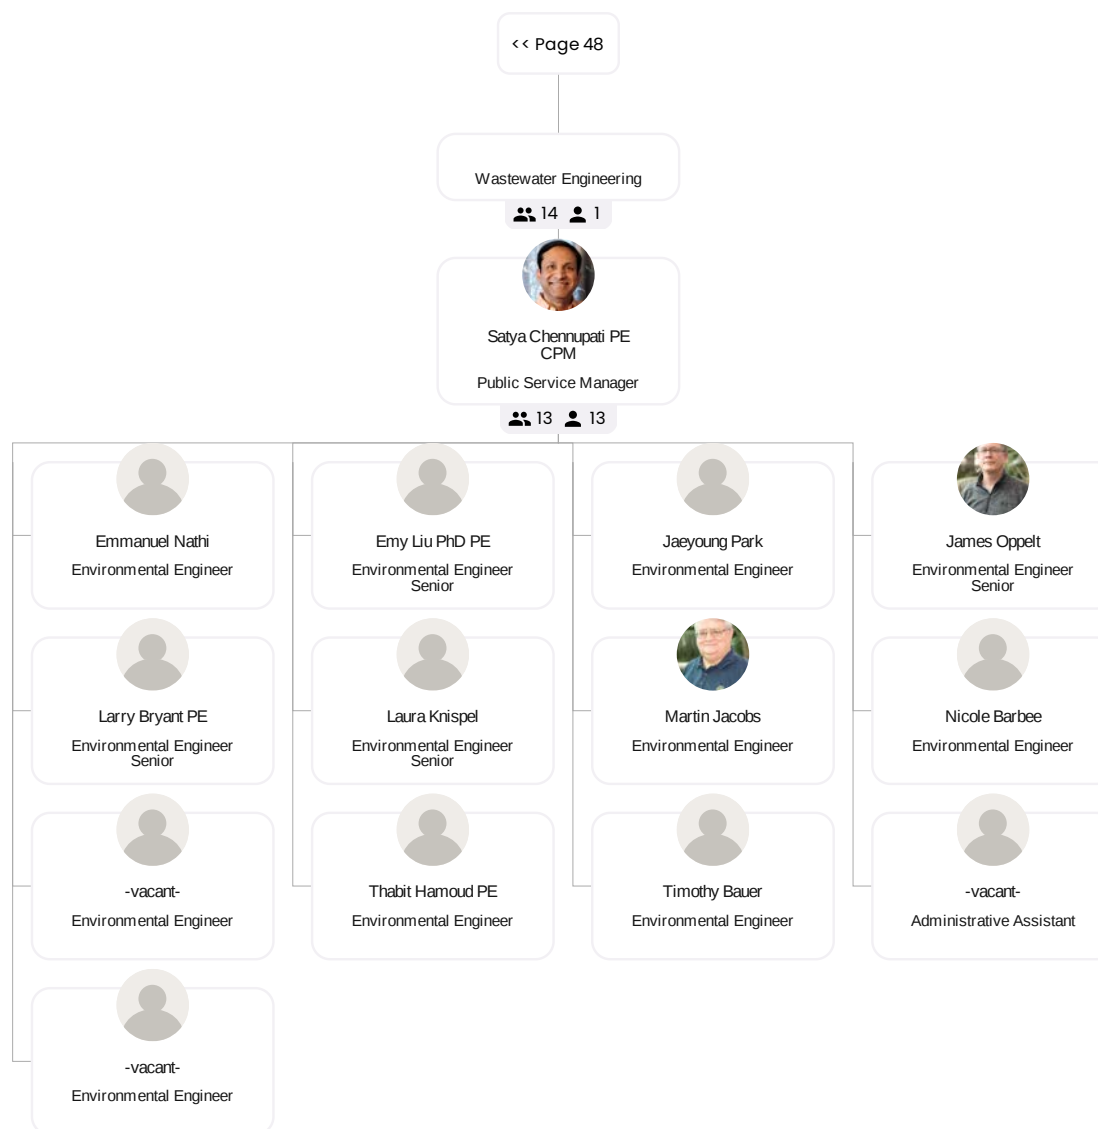 << Page 48
Wastewater Engineering
14 1
Satya Chennupati PE
CPM
Public Service Manager
13 13
Emmanuel Nathi
Environmental Engineer
Emy Liu PhD PE
Environmental Engineer
Senior
Jaeyoung Park
Environmental Engineer
James Oppelt
Environmental Engineer
Senior
Larry Bryant PE
Environmental Engineer
Senior
Laura Knispel
Environmental Engineer
Senior
Martin Jacobs
Environmental Engineer
Nicole Barbee
Environmental Engineer
-vacant-
Environmental Engineer
Thabit Hamoud PE
Environmental Engineer
Timothy Bauer
Environmental Engineer
-vacant-
Administrative Assistant
-vacant-
Environmental Engineer